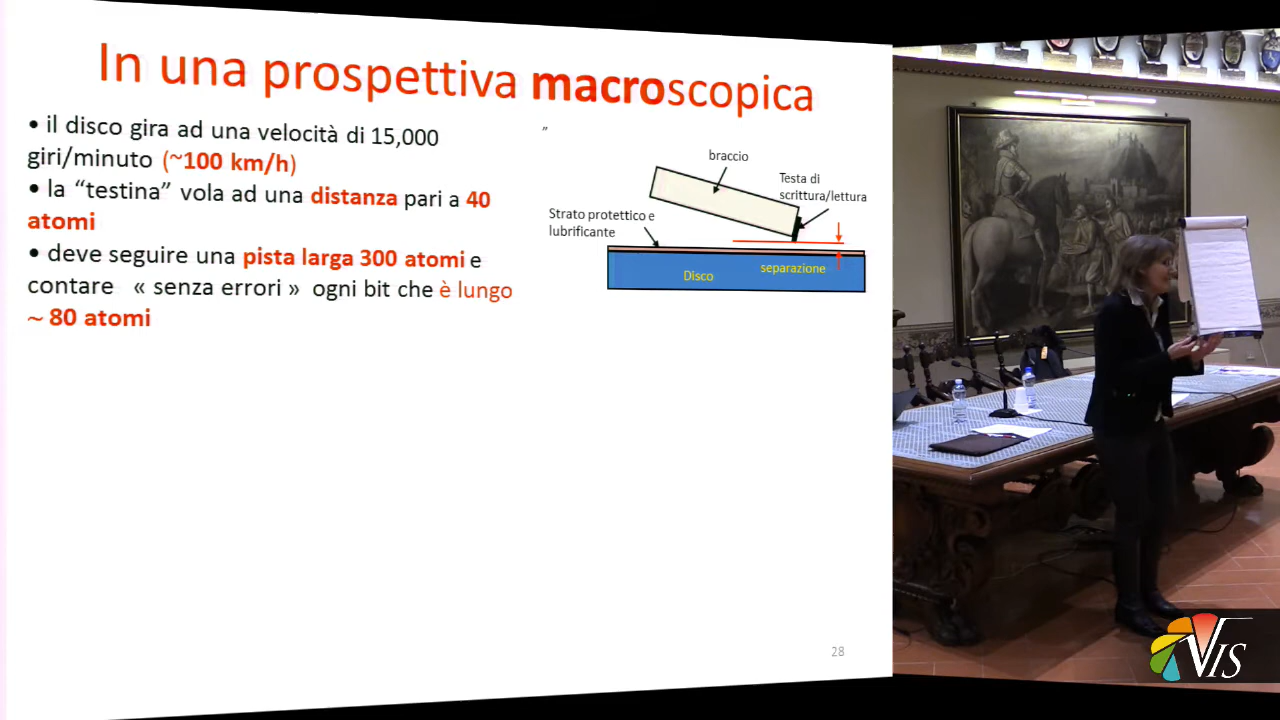 In una prospettiva macroscopica
• il disco gira ad una velocità di 15,000
giri/minuto (~100 km/h)
• la “testina” vola ad una distanza pari a 40
atomi
• deve seguire una pista larga 300 atomi e
contare « senza errori » ogni bit che è lungo
~ 80 atomi
”
braccio
Testa di
scrittura/lettura
Strato protettico e
lubrificante
separazione
Disco
28
VIS